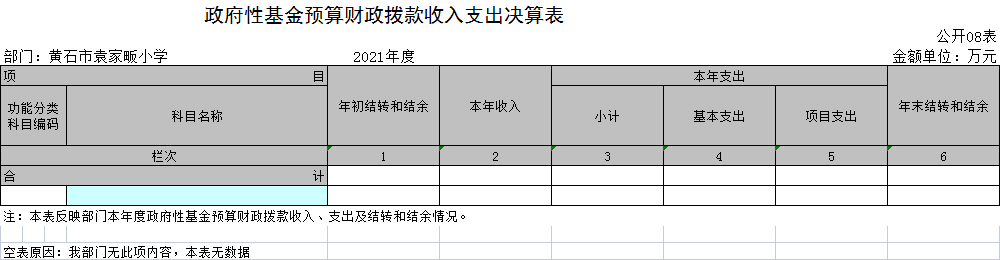 政府性基金预算财政拨款收入支出决算表
公开08表
部门：黄石市袁家畈小学 2021年度 金额单位：万元
项 目 年初结转和结余 本年收入 本年支出 年末结转和结余
功能分类科目编码 科目名称 小计 基本支出 项目支出
栏次 1 2 3 4 5 6
合 计
注：本表反映部门本年度政府性基金预算财政拨款收入、支出及结转和结余情况。
空表原因：我部门无此项内容，本表无数据